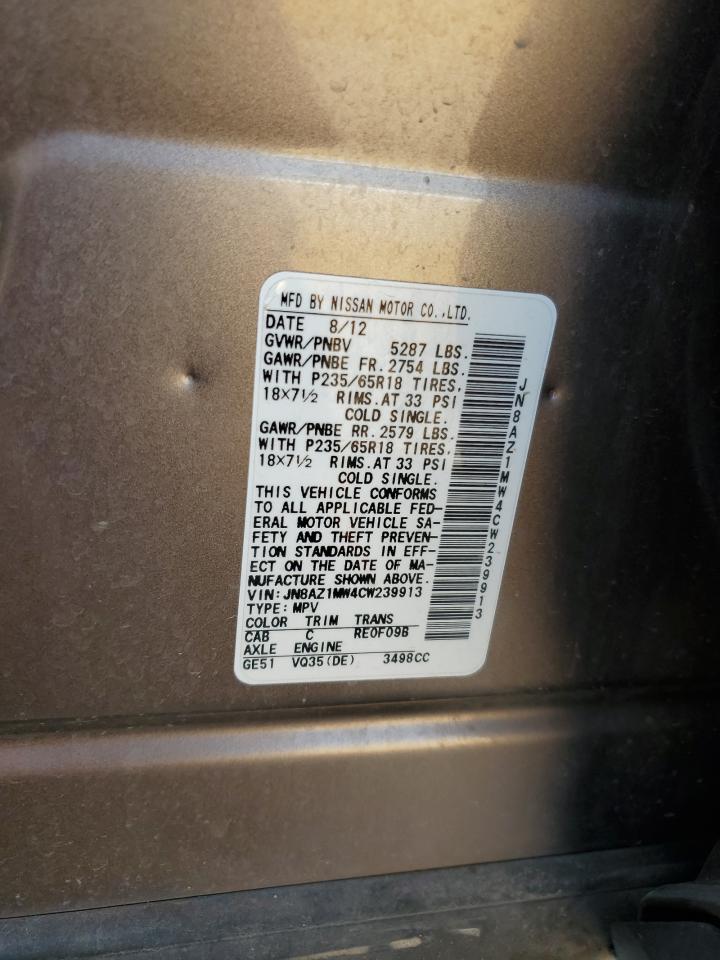 MFD BY NISSAN MOTOR CO.,LTD.
DATE 8/12
GVWR/PNBV 5287 LBS.
GAWR/PNBE FR. 2754 LBS.
WITH P235/65R18 TIRES,
18×7½ RIMS.AT 33 PSI
COLD SINGLE.
GAWR/PNBE RR. 2579 LBS.
WITH P235/65R18 TIRES,
18×7½ RIMS.AT 33 PSI
COLD SINGLE.
THIS VEHICLE CONFORMS
TO ALL APPLICABLE FED-
ERAL MOTOR VEHICLE SA-
FETY AND THEFT PREVEN-
TION STANDARDS IN EFF-
ECT ON THE DATE OF MA-
NUFACTURE SHOWN ABOVE.
VIN: JN8AZ1MW4CW239913
TYPE: MPV
COLOR TRIM TRANS
CAB C RE0F09B
AXLE ENGINE
GE51 VQ35(DE) 3498CC
JN8AZ1MW4CW239913